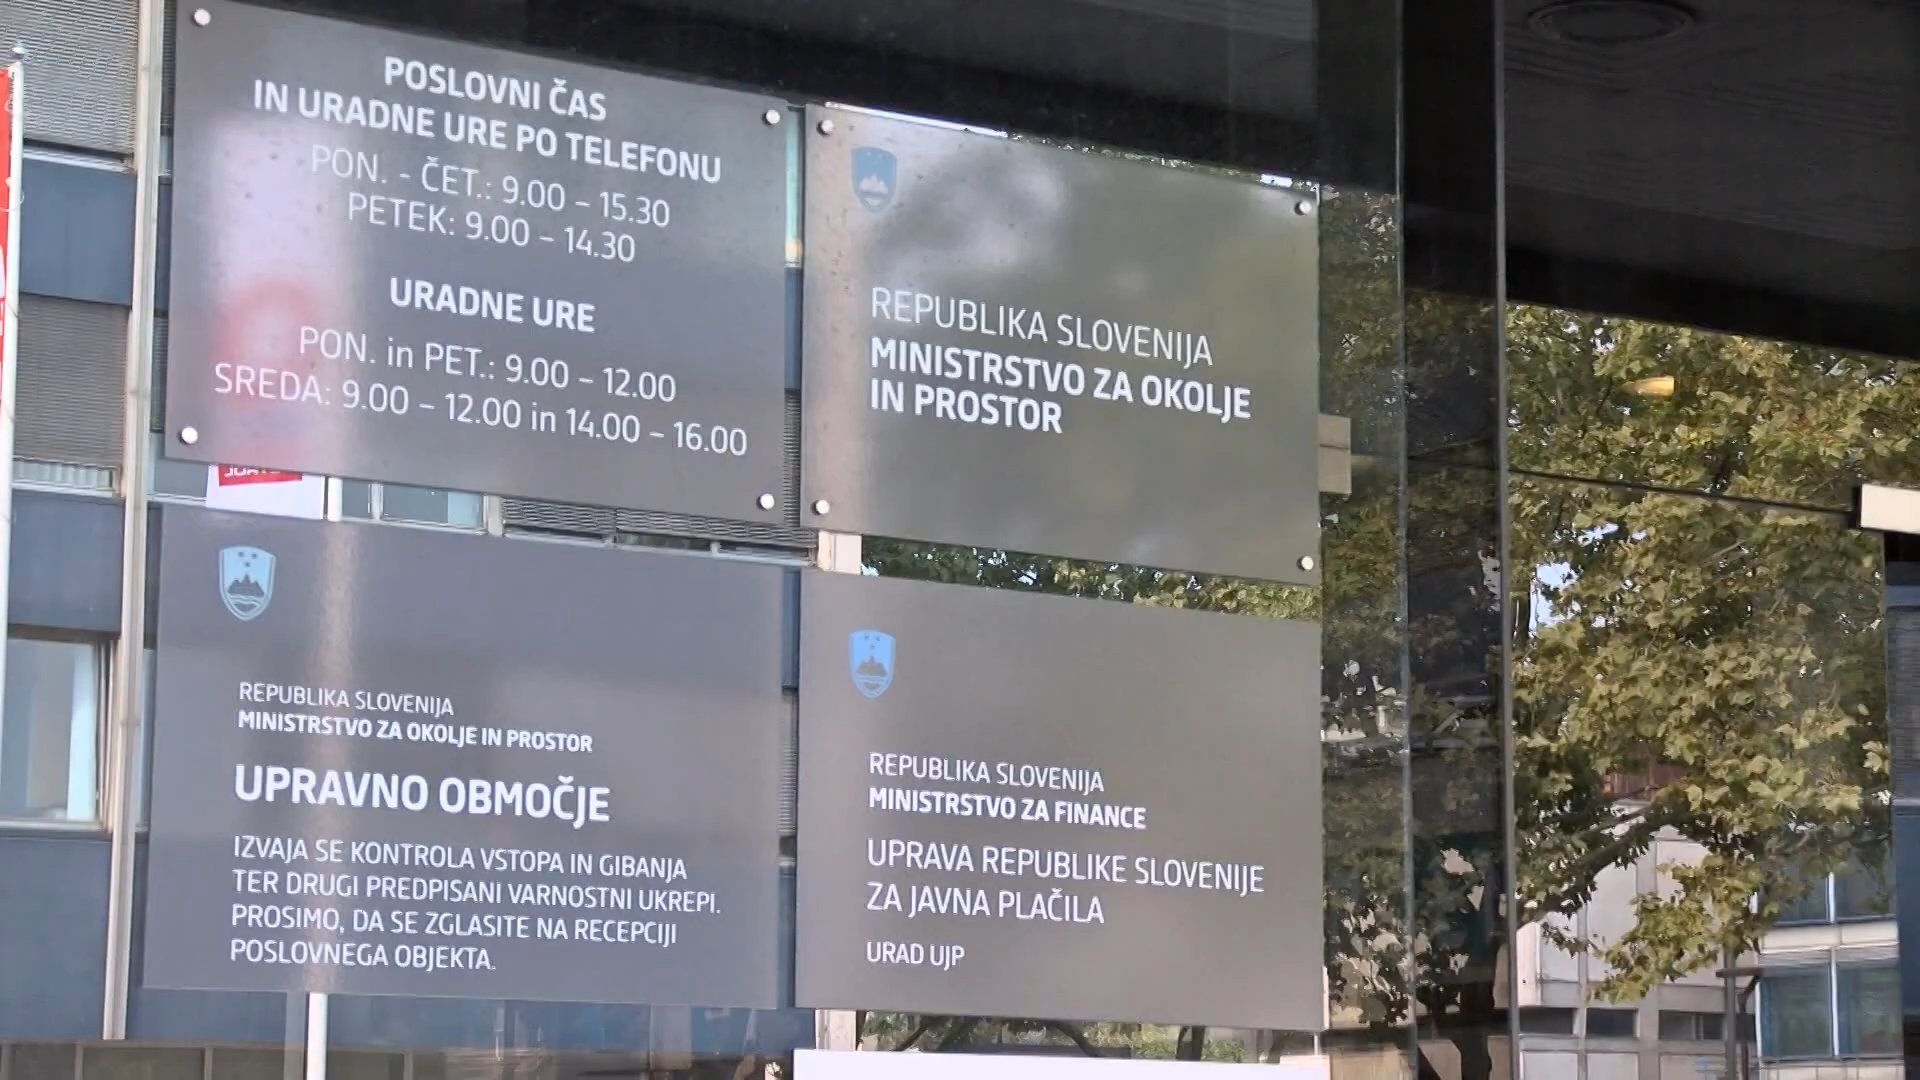 POSLOVNI ČAS
IN URADNE URE PO TELEFONU
PON. - ČET.: 9.00 – 15.30
PETEK: 9.00 – 14.30
URADNE URE
PON. in PET.: 9.00 – 12.00
SREDA: 9.00 – 12.00 in 14.00 – 16.00
REPUBLIKA SLOVENIJA
MINISTRSTVO ZA OKOLJE
IN PROSTOR
REPUBLIKA SLOVENIJA
MINISTRSTVO ZA OKOLJE IN PROSTOR
UPRAVNO OBMOČJE
IZVAJA SE KONTROLA VSTOPA IN GIBANJA
TER DRUGI PREDPISANI VARNOSTNI UKREPI.
PROSIMO, DA SE ZGLASITE NA RECEPCIJI
POSLOVNEGA OBJEKTA.
REPUBLIKA SLOVENIJA
MINISTRSTVO ZA FINANCE
UPRAVA REPUBLIKE SLOVENIJE
ZA JAVNA PLAČILA
URAD UJP